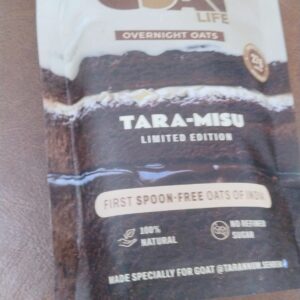 LIFE
OVERNIGHT OATS
TARA-MISU
LIMITED EDITION
FIRST SPOON-FREE OATS OF INDIA
100%
NATURAL
NO REFINED
SUGAR
MADE SPECIALLY FOR GOAT